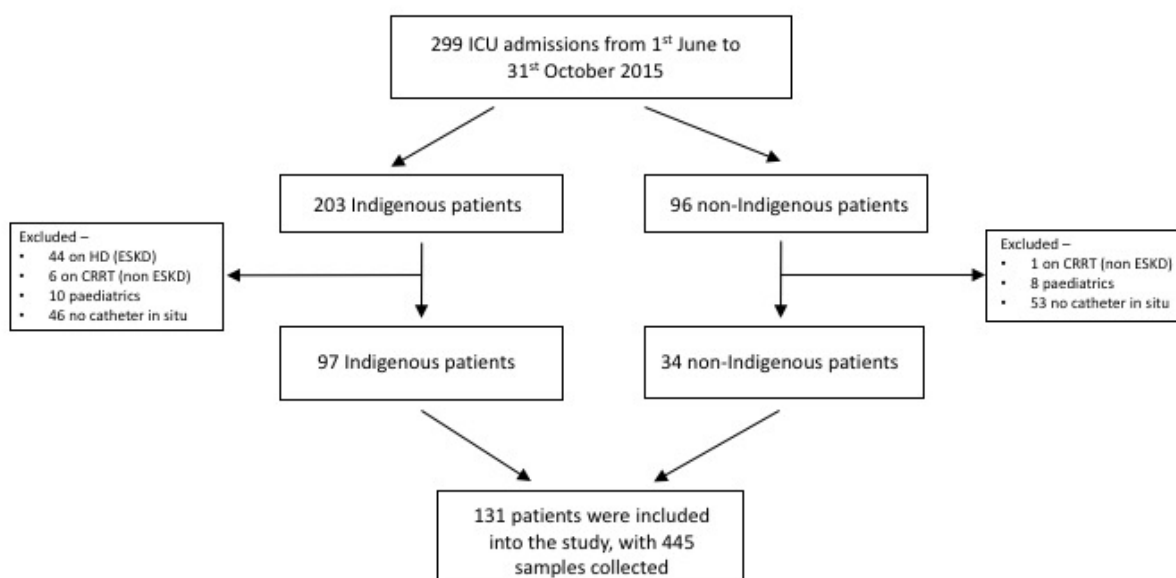 299 ICU admissions from 1st June to
31st October 2015
203 Indigenous patients
96 non-Indigenous patients
Excluded –
• 44 on HD (ESKD)
• 6 on CRRT (non ESKD)
• 10 paediatrics
• 46 no catheter in situ
Excluded –
• 1 on CRRT (non ESKD)
• 8 paediatrics
• 53 no catheter in situ
97 Indigenous patients
34 non-Indigenous patients
131 patients were included
into the study, with 445
samples collected